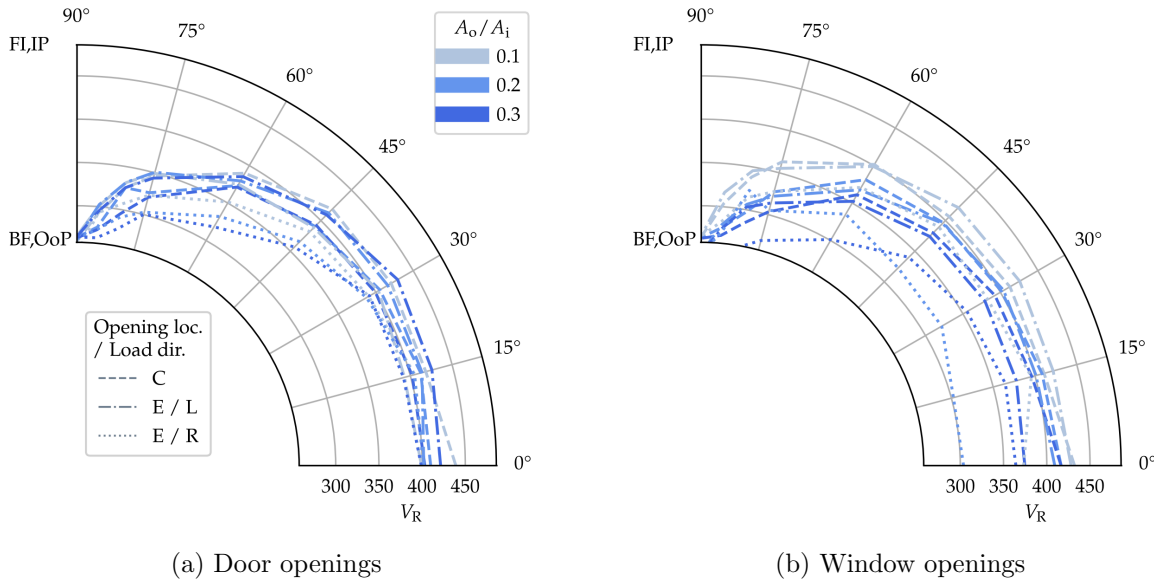 90°
FI,IP
75°
60°
45°
30°
15°
0°
BF,OoP
A_o/A_i
0.1
0.2
0.3
Opening loc.
/ Load dir.
C
E / L
E / R
300 350 400 450
V_R
(a) Door openings
90°
FI,IP
75°
60°
45°
30°
15°
0°
BF,OoP
300 350 400 450
V_R
(b) Window openings